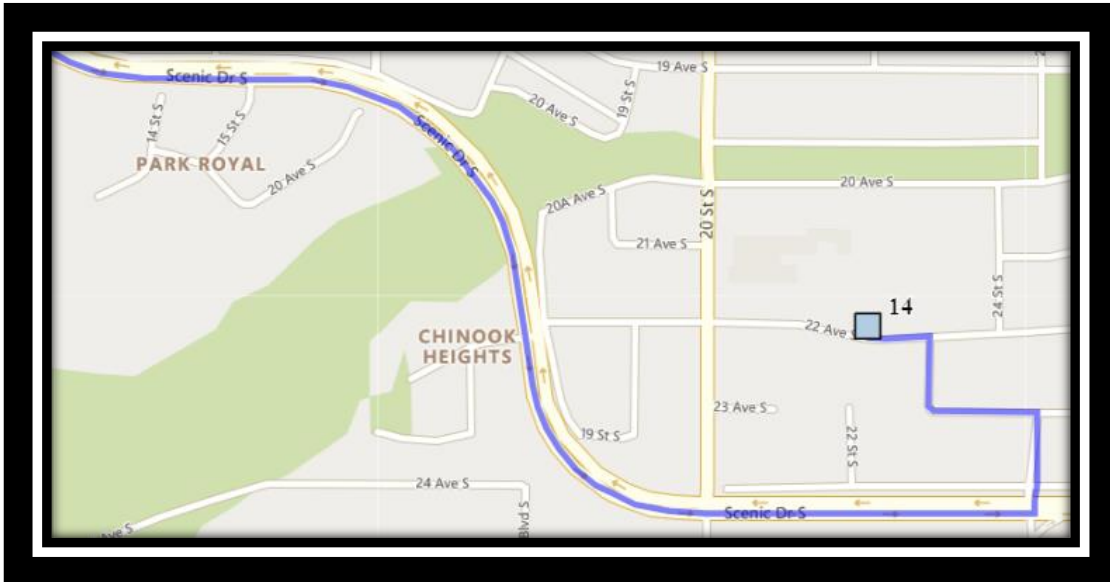 19 Ave S
Scenic Dr S
14 St S
15 St S
20 Ave S
19 St S
Scenic Dr S
PARK ROYAL
20 Ave S
20A Ave S
20 St S
20 Ave S
21 Ave S
24 St S
14
22 Ave S
CHINOOK
HEIGHTS
23 Ave S
19 St S
22 St S
24 Ave S
Blvd S
Scenic Dr S
Ave S